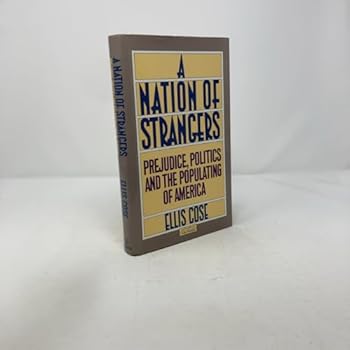 A NATION OF STRANGERS
ELLIS COSE
A
NATION OF
STRANGERS
PREJUDICE, POLITICS
AND THE POPULATING
OF AMERICA
ELLIS COSE